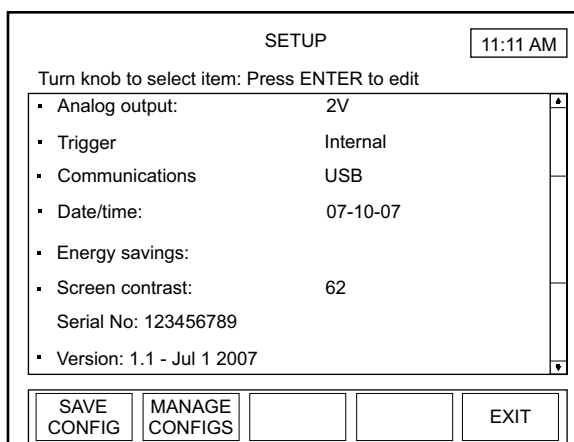 SETUP
11:11 AM
Turn knob to select item: Press ENTER to edit
▪ Analog output: 2V
▪ Trigger Internal
▪ Communications USB
▪ Date/time: 07-10-07
▪ Energy savings:
▪ Screen contrast: 62
Serial No: 123456789
▪ Version: 1.1 - Jul 1 2007
SAVE
CONFIG
MANAGE
CONFIGS
EXIT